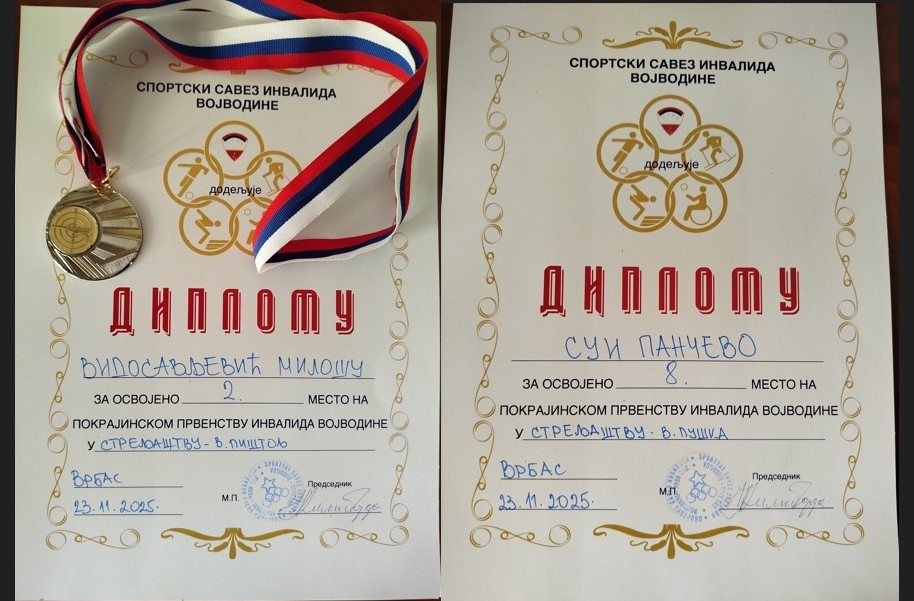 СПОРТСКИ САВЕЗ ИНВАЛИДА
ВОЈВОДИНЕ
додељује
ДИПЛОМУ
ВИДОСАВЉЕВИЋ МИЛОШУ
ЗА ОСВОЈЕНО 2. МЕСТО НА
ПОКРАЈИНСКОМ ПРВЕНСТВУ ИНВАЛИДА ВОЈВОДИНЕ
У СТРЕЉАШТВУ - В. ПИШТОЉ
ВРБАС
23.11.2025.
М.П.
Председник
СПОРТСКИ САВЕЗ ИНВАЛИДА
ВОЈВОДИНЕ
додељује
ДИПЛОМУ
СУИ ПАНЧЕВО
ЗА ОСВОЈЕНО 8. МЕСТО НА
ПОКРАЈИНСКОМ ПРВЕНСТВУ ИНВАЛИДА ВОЈВОДИНЕ
У СТРЕЉАШТВУ - В. ПУШКА
ВРБАС
23.11.2025.
М.П.
Председник